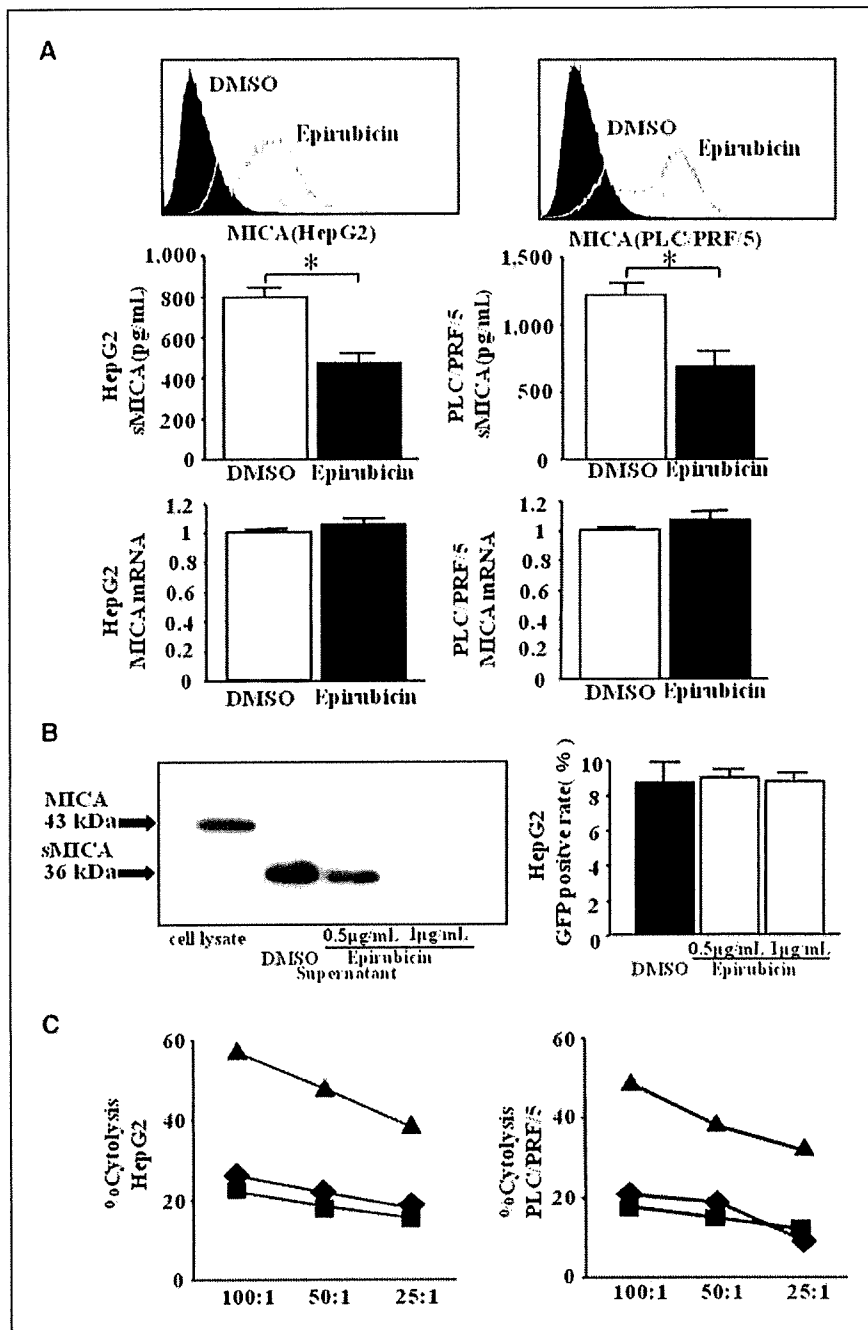 A
DMSO
Epirubicin
MICA(HepG2)
DMSO
Epirubicin
MICA(PLC/PRF/5)
HepG2
sMICA(pg/mL)
1,000
800
600
400
200
0
*
DMSO Epirubicin
PLC/PRF/5
sMICA(pg/mL)
1,500
1,000
500
0
*
DMSO Epirubicin
HepG2
MICA mRNA
1.2
1
0.8
0.6
0.4
0.2
0
DMSO Epirubicin
PLC/PRF/5
MICA mRNA
1.2
1
0.8
0.6
0.4
0.2
0
DMSO Epirubicin
B
MICA
43 kDa
sMICA
36 kDa
cell lysate
DMSO
0.5µg/mL 1µg/mL
Epirubicin
Supernatant
HepG2
GFP positve rate(%)
10
8
6
4
2
0
DMSO
0.5µg/mL 1µg/mL
Epirubicin
C
%Cytolysis
HepG2
60
40
20
0
100:1 50:1 25:1
%Cytolysis
PLC/PRF/5
60
40
20
0
100:1 50:1 25:1